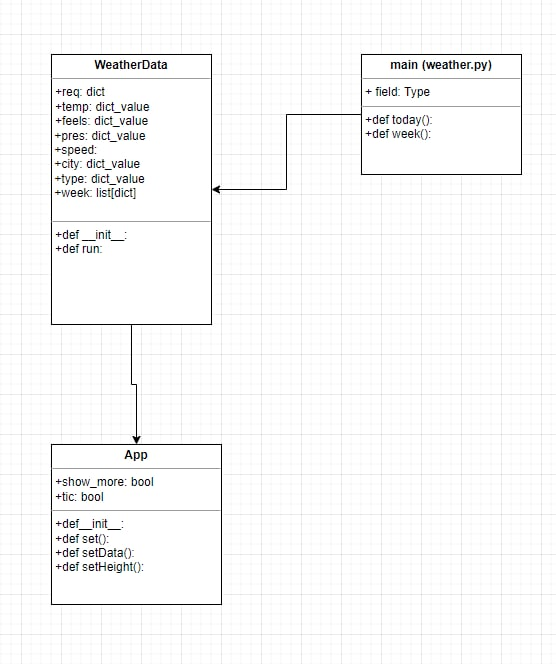 WeatherData
+req: dict
+temp: dict_value
+feels: dict_value
+pres: dict_value
+speed:
+city: dict_value
+type: dict_value
+week: list[dict]
+def __init__:
+def run:
main (weather.py)
+ field: Type
+def today():
+def week():
App
+show_more: bool
+tic: bool
+def__init__:
+def set():
+def setData():
+def setHeight():